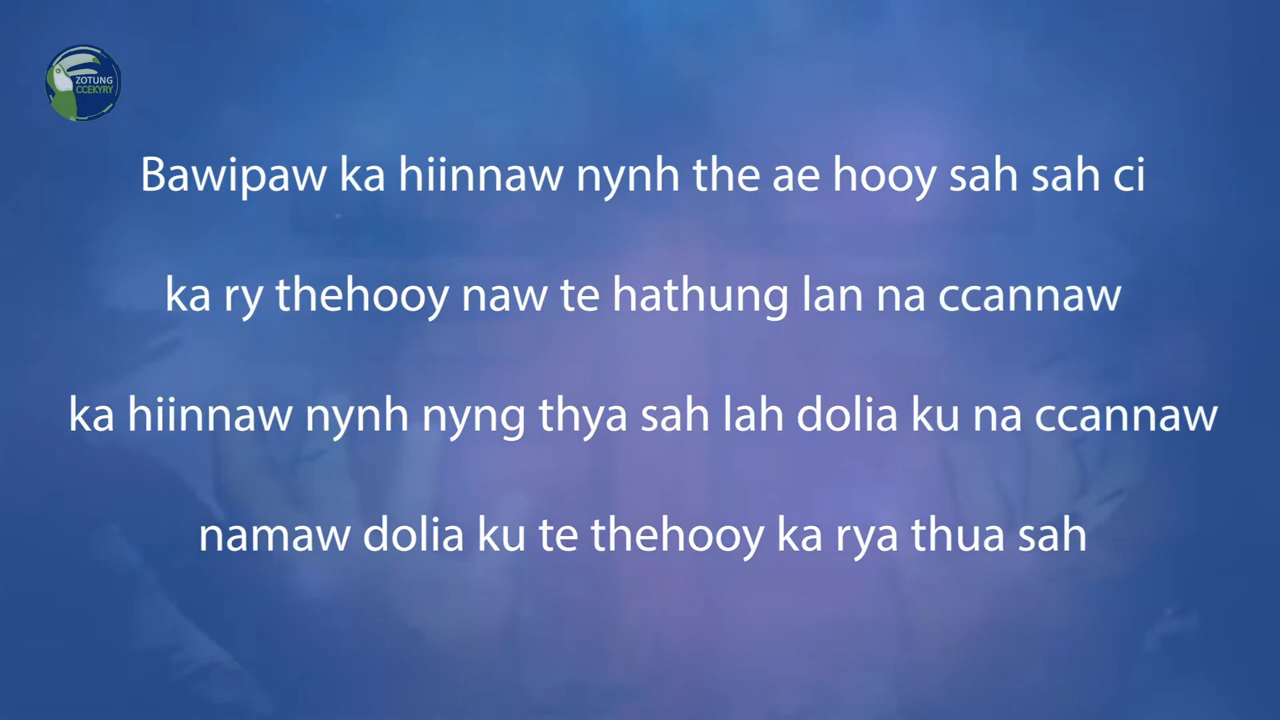 ZOTUNG
CCEKYRY
Bawipaw ka hiinnaw nynh the ae hooy sah sah ci
ka ry thehooy naw te hathung lan na ccannaw
ka hiinnaw nynh nyng thya sah lah dolia ku na ccannaw
namaw dolia ku te thehooy ka rya thua sah